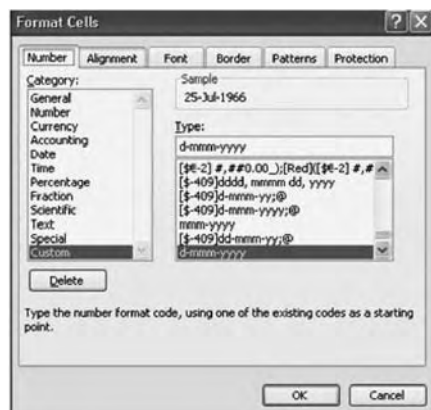 Format Cells
Number Alignment Font Border Patterns Protection
Category:
General
Number
Currency
Accounting
Date
Time
Percentage
Fraction
Scientific
Text
Special
Custom
Sample
25-Jul-1966
Type:
d-mmm-yyyy
[$€-2] #,##0.00_);[Red]([$€-2] #,#
[$-409]dddd, mmmm dd, yyyy
[$-409]d-mmm-yy;@
[$-409]d-mmm-yyyy;@
mmm-yyyy
[$-409]dd-mmm-yy;@
d-mmm-yyyy
Delete
Type the number format code, using one of the existing codes as a starting
point.
OK Cancel